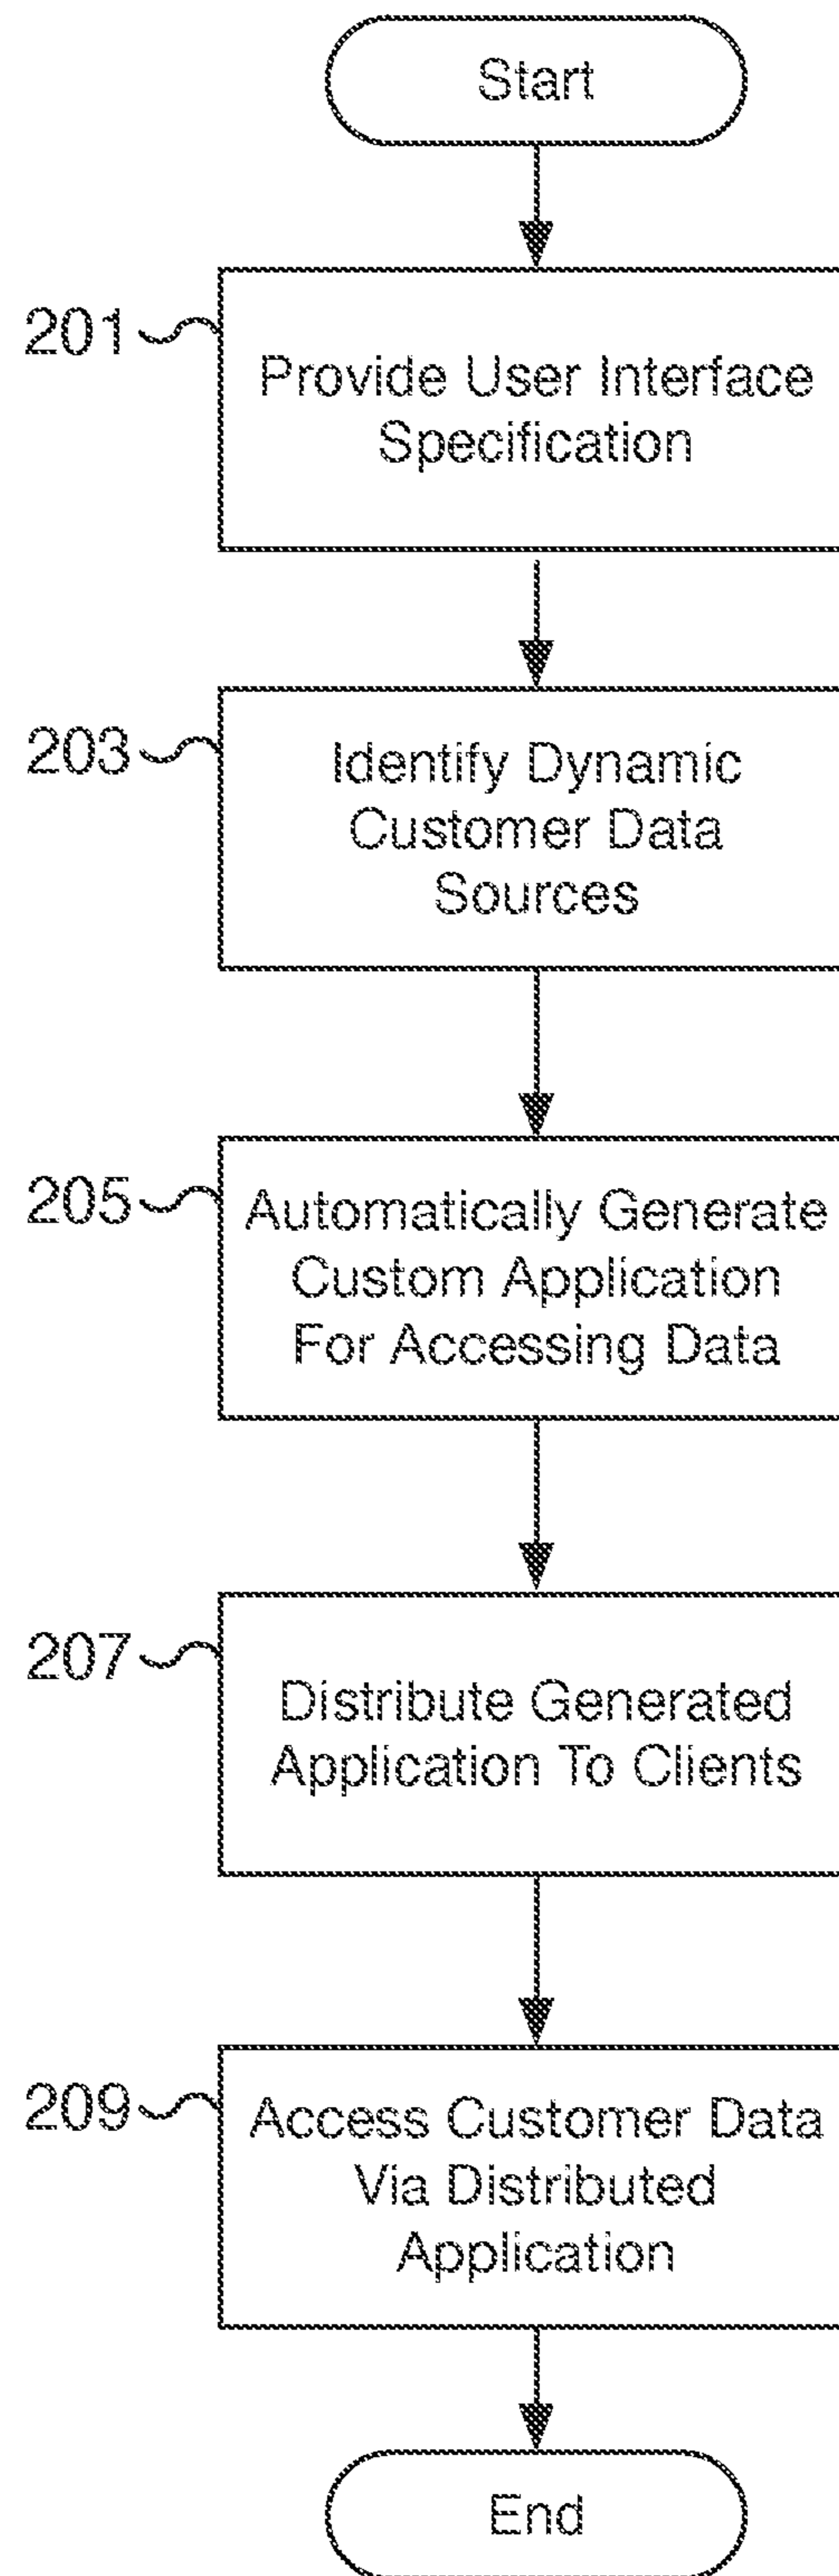 Start
201
Provide User Interface
Specification
203
Identify Dynamic
Customer Data
Sources
205
Automatically Generate
Custom Application
For Accessing Data
207
Distribute Generated
Application To Clients
209
Access Customer Data
Via Distributed
Application
End